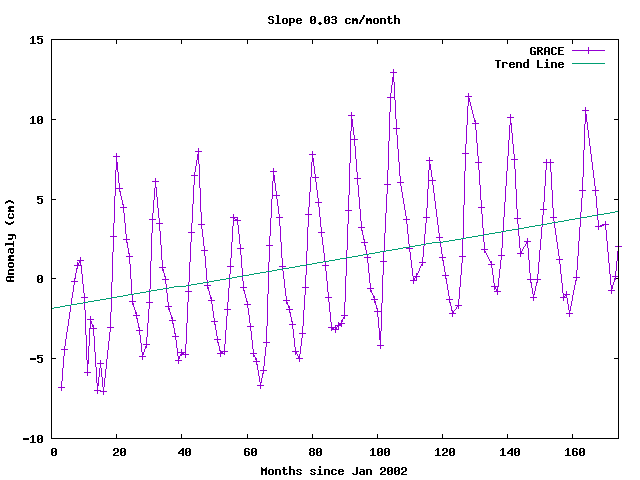 Slope 0.03 cm/month
15
GRACE
Trend Line
10
5
0
-5
-10
Anomaly (cm)
0 20 40 60 80 100 120 140 160
Months since Jan 2002